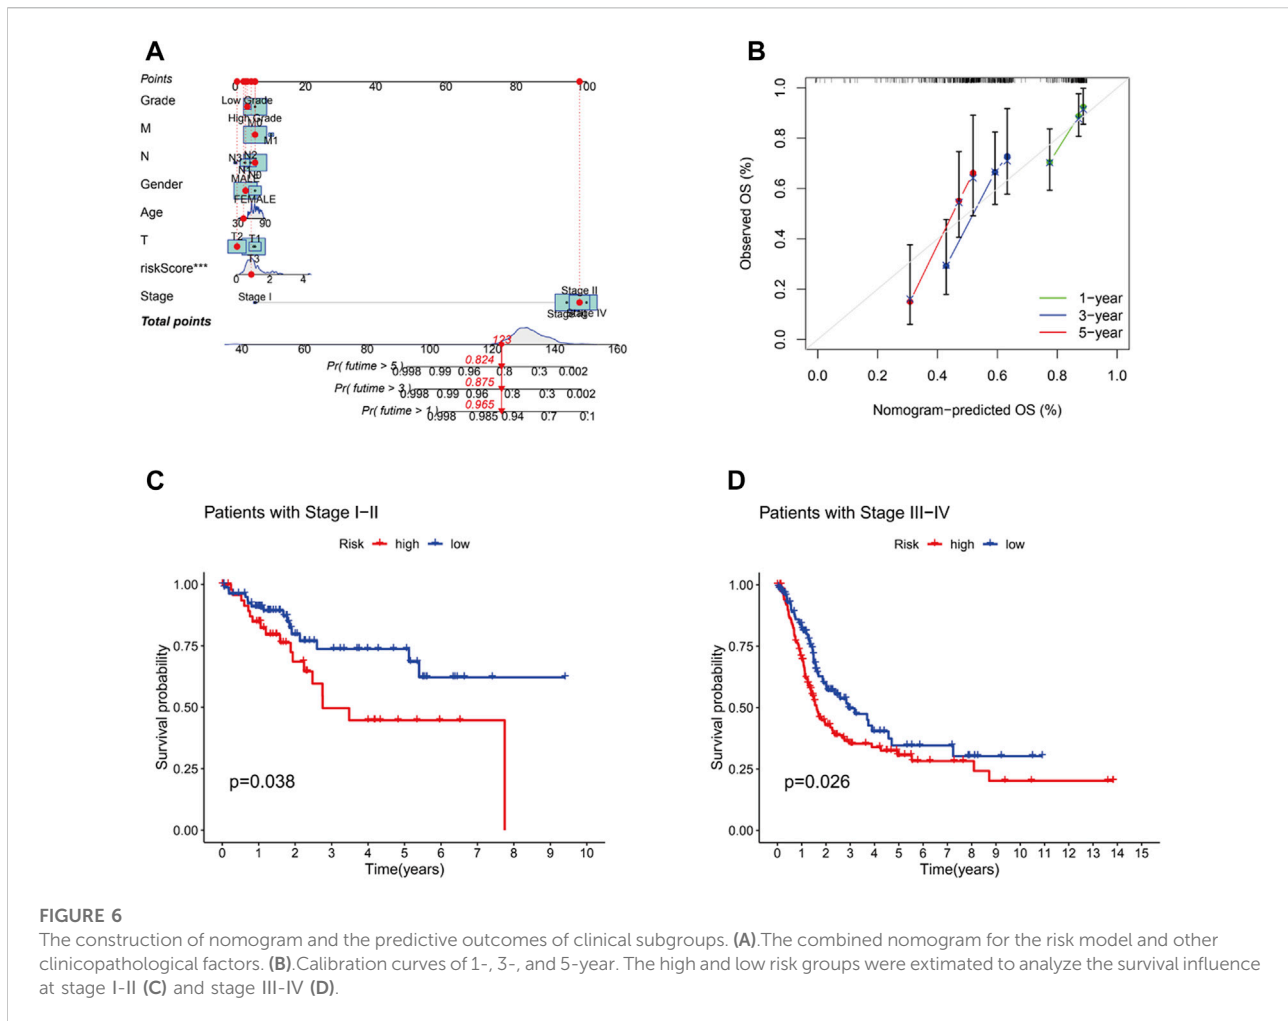 A
Points
0 20 40 60 80 100
Grade
Low Grade
High Grade
M
M0
M1
N
N3 N2
N1 N0
Gender
MALE
FEMALE
Age
30 90
T
T2 T1
T3
riskScore***
0 2 4
Stage
Stage I
Stage II
Stage IV
Total points
40 60 80 100 120 140 160
123
Pr( futime > 5)
0.824
0.998 0.99 0.96 0.8 0.3 0.002
Pr( futime > 3)
0.875
0.998 0.99 0.96 0.8 0.3 0.002
Pr( futime > 1)
0.965
0.998 0.985 0.94 0.7 0.1
B
Observed OS (%)
1.0
0.8
0.6
0.4
0.2
0.0
1-year
3-year
5-year
0.0 0.2 0.4 0.6 0.8 1.0
Nomogram-predicted OS (%)
C
Patients with Stage I-II
Risk high low
Survival probability
1.00
0.75
0.50
0.25
0.00
p=0.038
0 1 2 3 4 5 6 7 8 9 10
Time(years)
D
Patients with Stage III-IV
Risk high low
Survival probability
1.00
0.75
0.50
0.25
0.00
p=0.026
0 1 2 3 4 5 6 7 8 9 10 11 12 13 14 15
Time(years)
FIGURE 6
The construction of nomogram and the predictive outcomes of clinical subgroups. (A).The combined nomogram for the risk model and other
clinicopathological factors. (B).Calibration curves of 1-, 3-, and 5-year. The high and low risk groups were extimated to analyze the survival influence
at stage I-II (C) and stage III-IV (D).